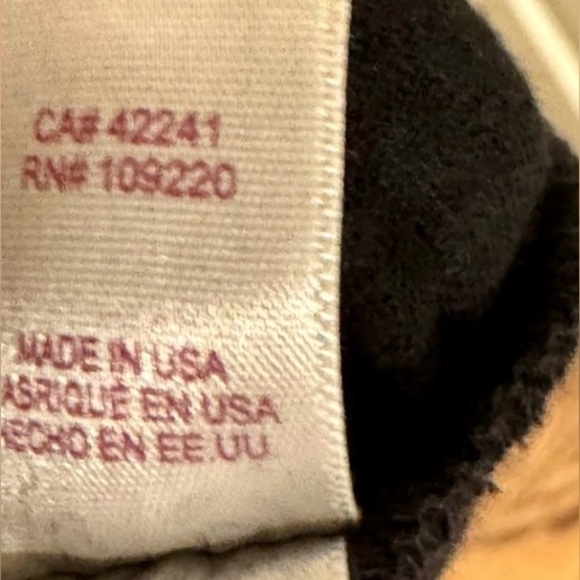 CA# 42241
RN# 109220
MADE IN USA
ABRIQUÉ EN USA
ECHO EN EE.UU